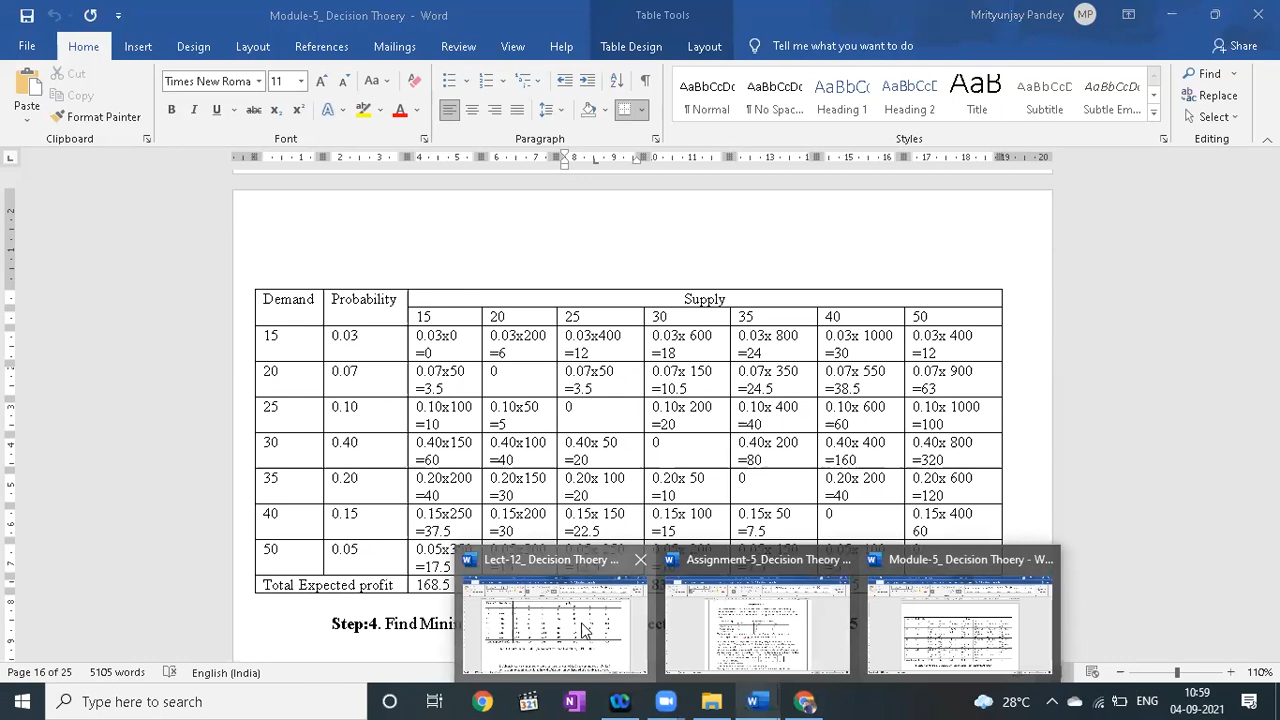 Module-5_ Decision Thoery - Word
Table Tools
Mrityunjay Pandey MP
File Home Insert Design Layout References Mailings Review View Help Table Design Layout Tell me what you want to do Share
Paste
Cut
Copy
Format Painter
Clipboard
Times New Roma 11
Font
Paragraph
AaBbCcDc AaBbCcDc AaBbCc AaBbCcD AaB AaBbCcD AaBbCcDc
¶ Normal ¶ No Spac... Heading 1 Heading 2 Title Subtitle Subtle Em...
Styles
Find
Replace
Select
Editing
Demand Probability Supply
15 20 25 30 35 40 50
15 0.03 0.03x0 0.03x200 0.03x400 0.03x 600 0.03x 800 0.03x 1000 0.03x 400
=0 =6 =12 =18 =24 =30 =12
20 0.07 0.07x50 0 0.07x50 0.07x 150 0.07x 350 0.07x 550 0.07x 900
=3.5 =3.5 =10.5 =24.5 =38.5 =63
25 0.10 0.10x100 0.10x50 0 0.10x 200 0.10x 400 0.10x 600 0.10x 1000
=10 =5 =20 =40 =60 =100
30 0.40 0.40x150 0.40x100 0.40x 50 0 0.40x 200 0.40x 400 0.40x 800
=60 =40 =20 =80 =160 =320
35 0.20 0.20x200 0.20x150 0.20x 100 0.20x 50 0 0.20x 200 0.20x 600
=40 =30 =20 =10 =40 =120
40 0.15 0.15x250 0.15x200 0.15x 150 0.15x 100 0.15x 50 0 0.15x 400
=37.5 =30 =22.5 =15 =7.5 60
50 0.05
=17.5
Total Expected profit 168.5
Step:4. Find Mini
Lect-12_ Decision Thoery ... Assignment-5_Decision Theory ... Module-5_ Decision Thoery - W...
Page 16 of 25 5105 words English (India) 110%
Type here to search
28°C ENG
10:59
04-09-2021